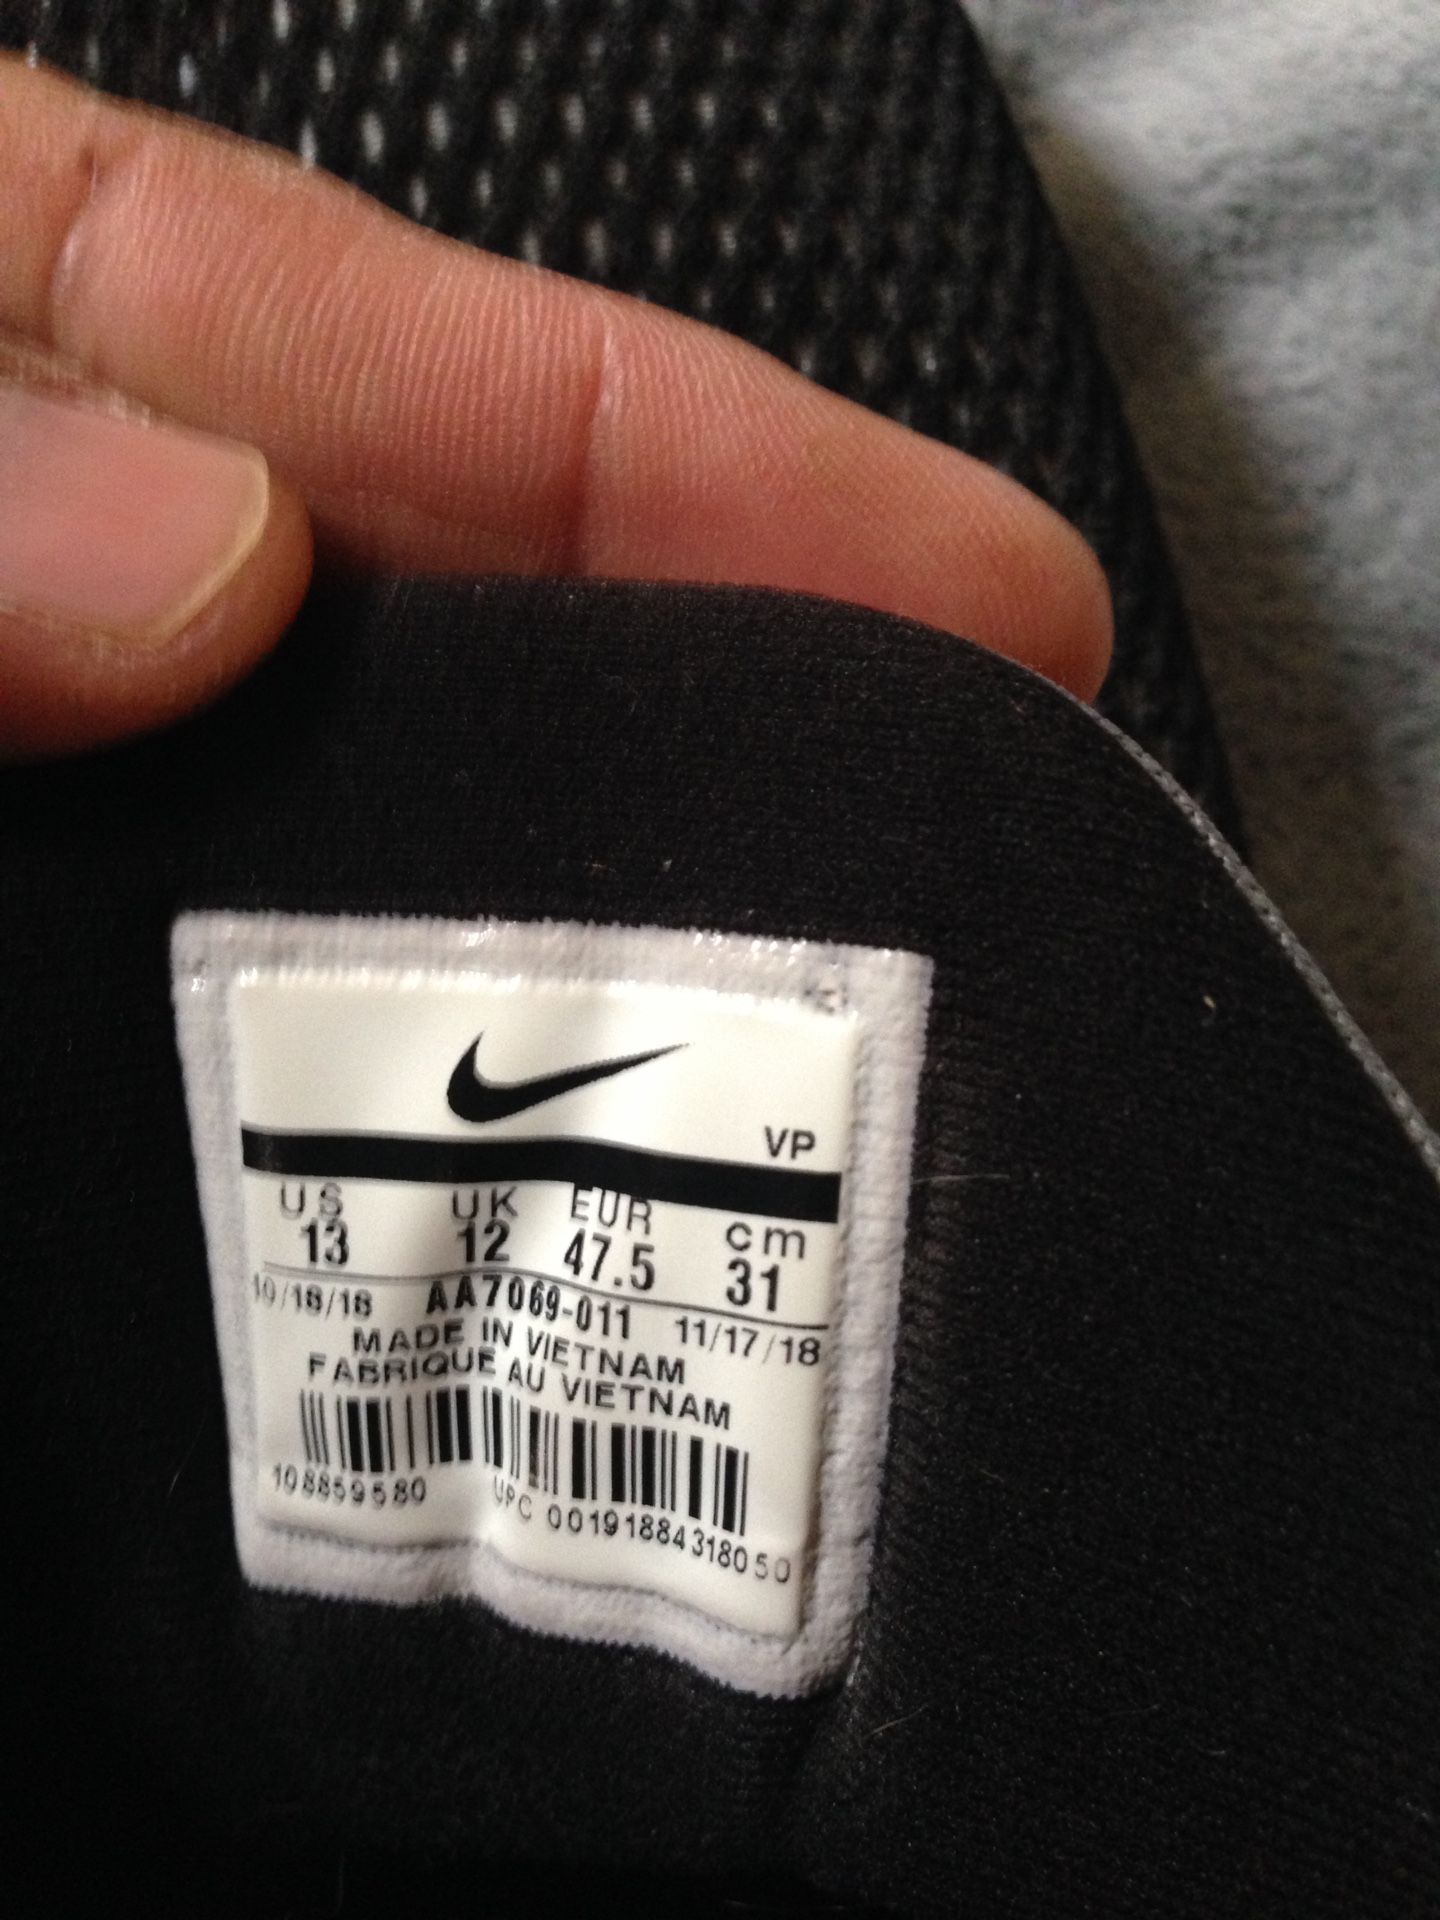 VP
US UK EUR cm
13 12 47.5 31
10/18/18 AA7069-011 11/17/18
MADE IN VIETNAM
FABRIQUE AU VIETNAM
108859580 UPC 00191884318050